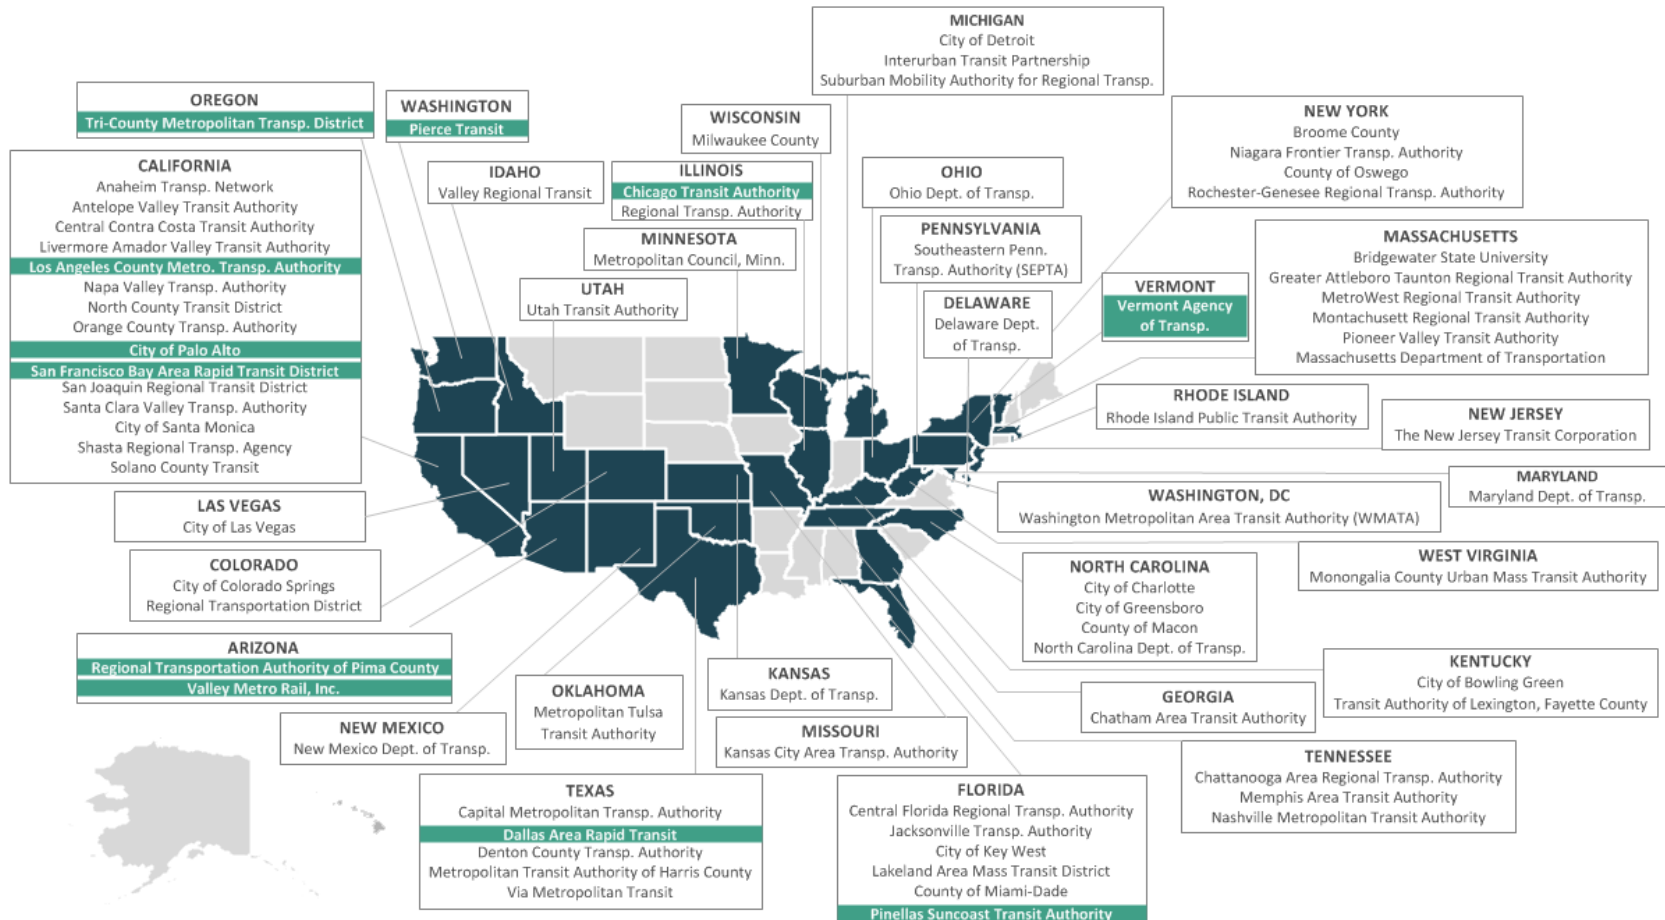 MICHIGAN
City of Detroit
Interurban Transit Partnership
Suburban Mobility Authority for Regional Transp.
OREGON
Tri-County Metropolitan Transp. District
WASHINGTON
Pierce Transit
WISCONSIN
Milwaukee County
NEW YORK
Broome County
Niagara Frontier Transp. Authority
County of Oswego
Rochester-Genesee Regional Transp. Authority
CALIFORNIA
Anaheim Transp. Network
Antelope Valley Transit Authority
Central Contra Costa Transit Authority
Livermore Amador Valley Transit Authority
Los Angeles County Metro. Transp. Authority
Napa Valley Transp. Authority
North County Transit District
Orange County Transp. Authority
City of Palo Alto
San Francisco Bay Area Rapid Transit District
San Joaquin Regional Transit District
Santa Clara Valley Transp. Authority
City of Santa Monica
Shasta Regional Transp. Agency
Solano County Transit
IDAHO
Valley Regional Transit
ILLINOIS
Chicago Transit Authority
Regional Transp. Authority
OHIO
Ohio Dept. of Transp.
MINNESOTA
Metropolitan Council, Minn.
PENNSYLVANIA
Southeastern Penn.
Transp. Authority (SEPTA)
MASSACHUSETTS
Bridgewater State University
Greater Attleboro Taunton Regional Transit Authority
MetroWest Regional Transit Authority
Montachusett Regional Transit Authority
Pioneer Valley Transit Authority
Massachusetts Department of Transportation
UTAH
Utah Transit Authority
DELAWARE
Delaware Dept.
of Transp.
VERMONT
Vermont Agency
of Transp.
RHODE ISLAND
Rhode Island Public Transit Authority
NEW JERSEY
The New Jersey Transit Corporation
MARYLAND
Maryland Dept. of Transp.
WASHINGTON, DC
Washington Metropolitan Area Transit Authority (WMATA)
LAS VEGAS
City of Las Vegas
WEST VIRGINIA
Monongalia County Urban Mass Transit Authority
COLORADO
City of Colorado Springs
Regional Transportation District
NORTH CAROLINA
City of Charlotte
City of Greensboro
County of Macon
North Carolina Dept. of Transp.
ARIZONA
Regional Transportation Authority of Pima County
Valley Metro Rail, Inc.
KENTUCKY
City of Bowling Green
Transit Authority of Lexington, Fayette County
KANSAS
Kansas Dept. of Transp.
OKLAHOMA
Metropolitan Tulsa
Transit Authority
GEORGIA
Chatham Area Transit Authority
NEW MEXICO
New Mexico Dept. of Transp.
MISSOURI
Kansas City Area Transp. Authority
TENNESSEE
Chattanooga Area Regional Transp. Authority
Memphis Area Transit Authority
Nashville Metropolitan Transit Authority
TEXAS
Capital Metropolitan Transp. Authority
Dallas Area Rapid Transit
Denton County Transp. Authority
Metropolitan Transit Authority of Harris County
Via Metropolitan Transit
FLORIDA
Central Florida Regional Transp. Authority
Jacksonville Transp. Authority
City of Key West
Lakeland Area Mass Transit District
County of Miami-Dade
Pinellas Suncoast Transit Authority